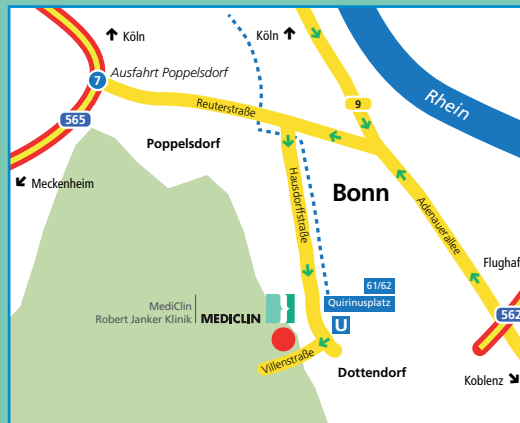 Köln
Köln
7
Ausfahrt Poppelsdorf
Reuterstraße
9
Rhein
565
Poppelsdorf
Meckenheim
Hausdorffstraße
Bonn
Adenauerallee
Flughaf
61/62
Quirinusplatz
U
MediClin
Robert Janker Klinik
MEDICLIN
562
Villenstraße
Dottendorf
Koblenz